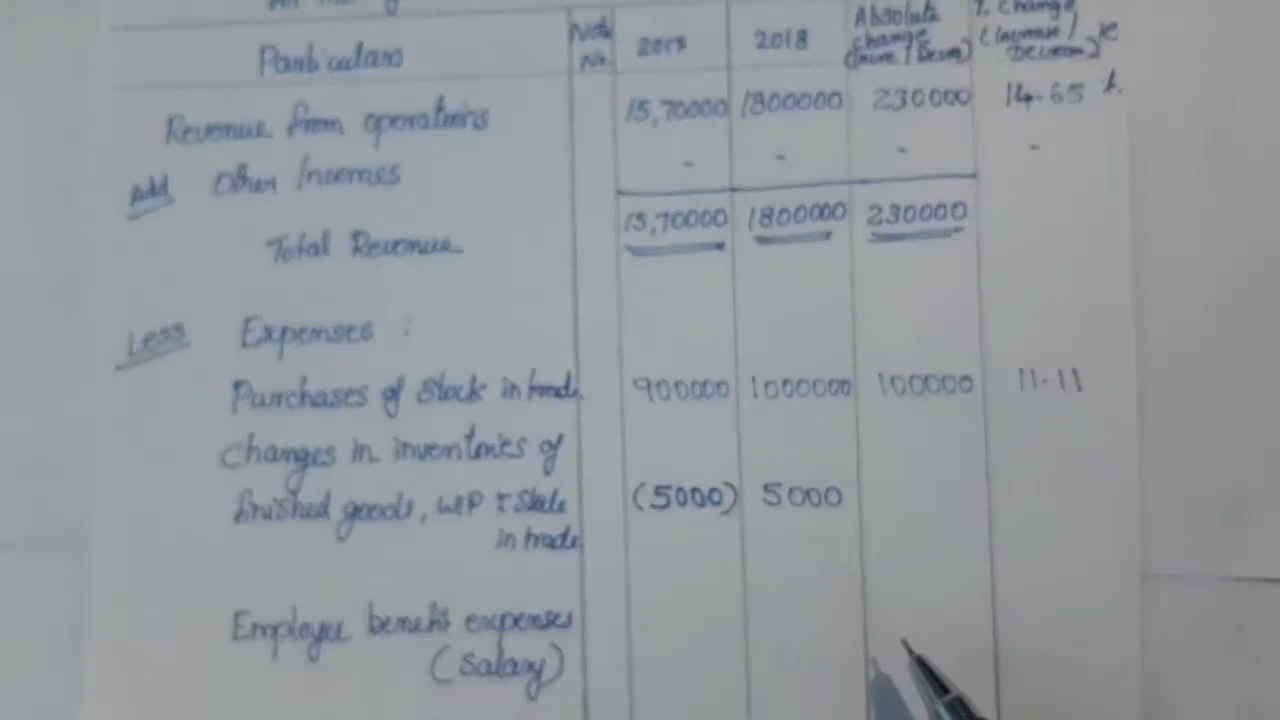 Particulars Note No. 2017 2018 Absolute change (Incre / Decre) % Change (Increase / Decrease)
Revenue from operations 15,70000 1800000 230000 14.65 %
Add Other Incomes - - - -
Total Revenue 15,70000 1800000 230000
Less Expenses :
Purchases of Stock in trade 900000 1000000 100000 11.11
Changes in inventories of
finished goods, WIP & Stock (5000) 5000
in trade
Employee benefit expenses
(Salary)